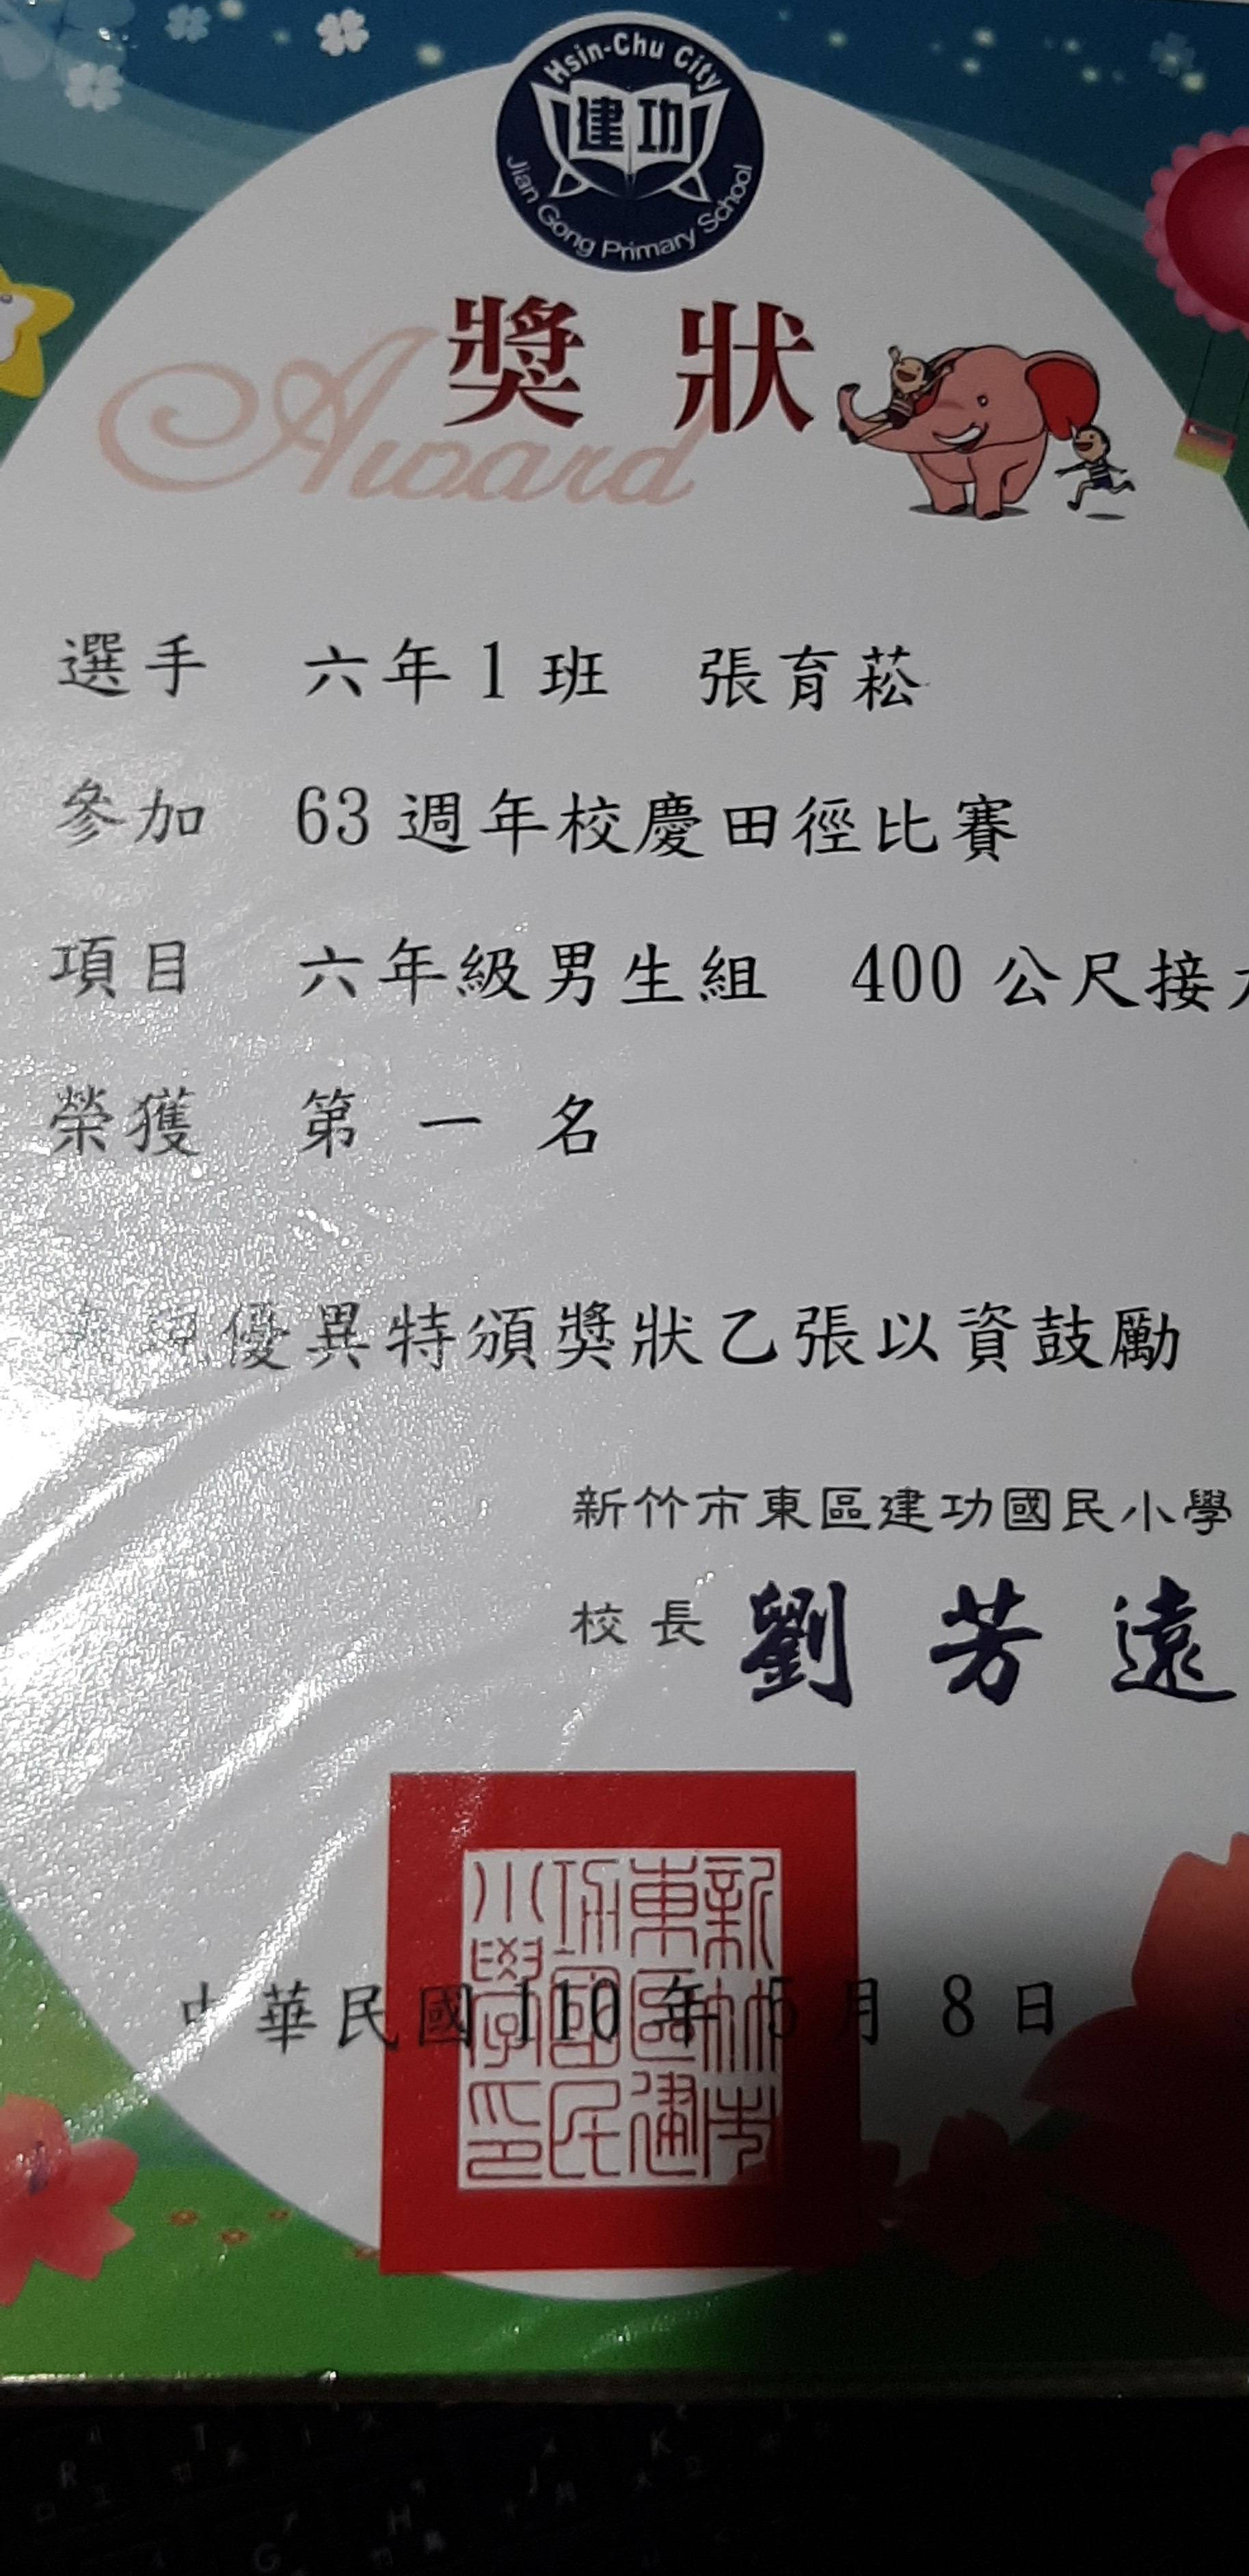 Hsin-Chu City
建功
Jian Gong Primary School
獎狀
Award
選手 六年1班 張育菘
參加 63週年校慶田徑比賽
項目 六年級男生組 400公尺接
榮獲 第一名
優異特頒獎狀乙張以資鼓勵
新竹市東區建功國民小學
校長 劉芳遠
新竹市
東區建
功國民
小學印
中華民國110年5月8日
R
K
J
H
G